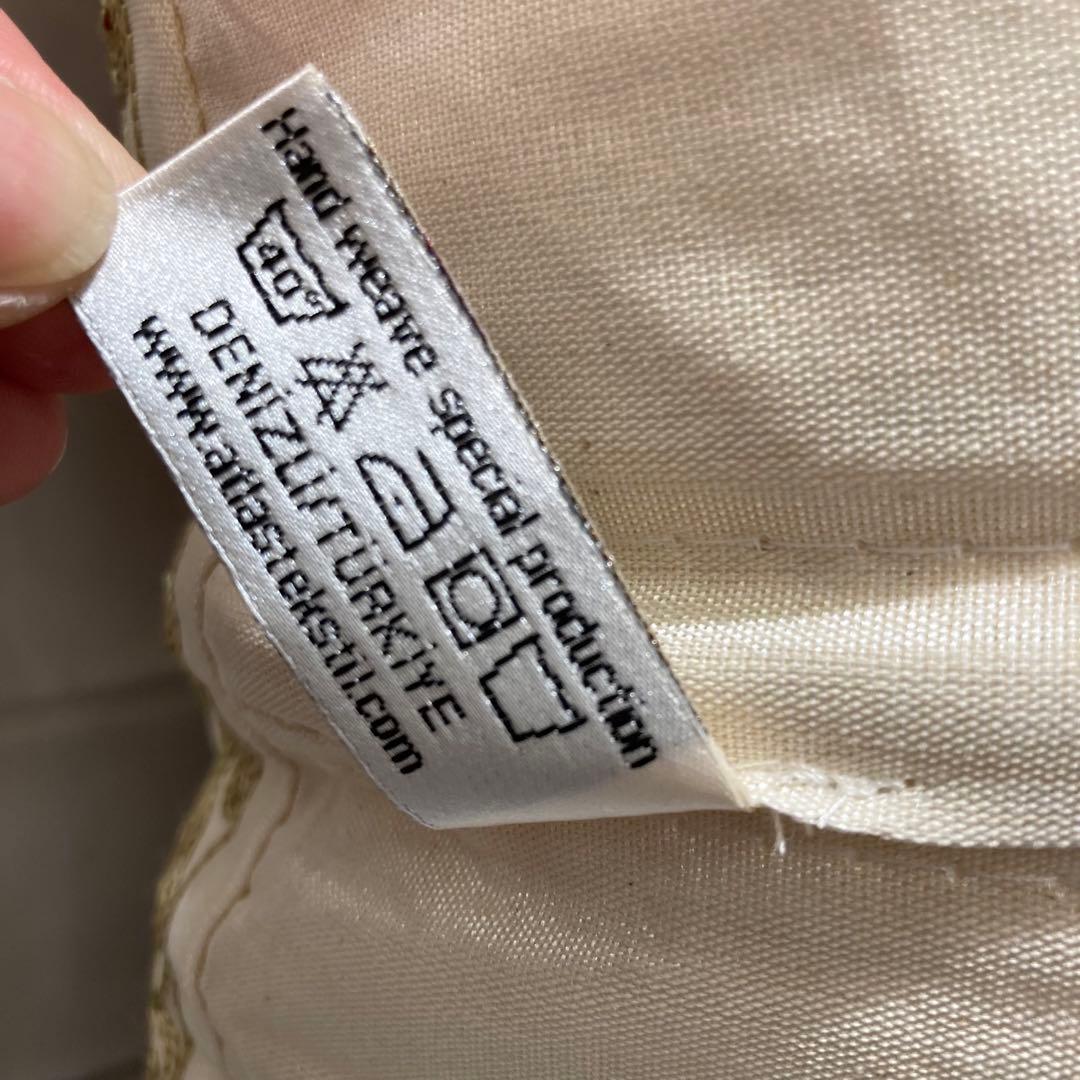 Hand weave special production
40°
DENİZLİ/TÜRKİYE
www.atlastekstil.com